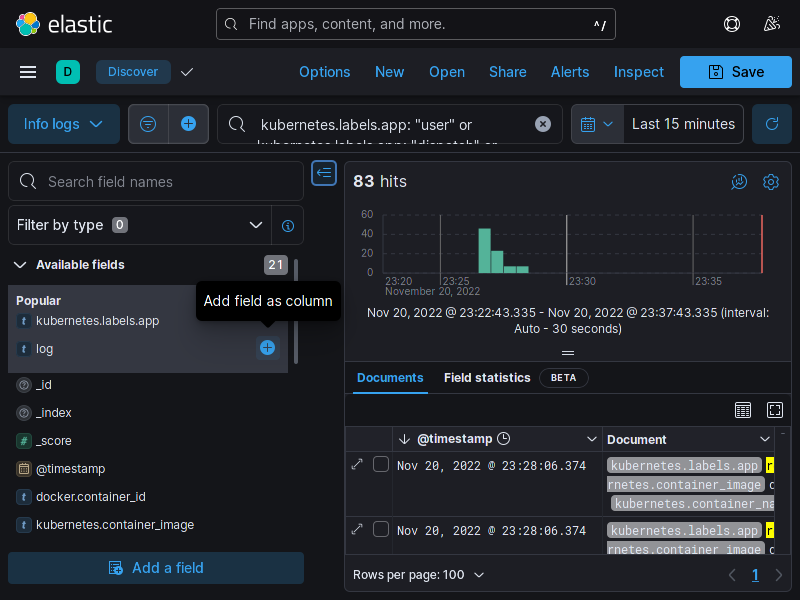 elastic
Find apps, content, and more.
^/
D
Discover
Options
New
Open
Share
Alerts
Inspect
Save
Info logs
kubernetes.labels.app: "user" or
kubernetes.labels.app: "dispatch" or
Last 15 minutes
Search field names
Filter by type 0
Available fields
21
Popular
Add field as column
kubernetes.labels.app
log
_id
_index
_score
@timestamp
docker.container_id
kubernetes.container_image
Add a field
83 hits
60
40
20
0
23:20
23:25
23:30
23:35
November 20, 2022
Nov 20, 2022 @ 23:22:43.335 - Nov 20, 2022 @ 23:37:43.335 (interval:
Auto - 30 seconds)
Documents
Field statistics
BETA
@timestamp
Document
Nov 20, 2022 @ 23:28:06.374
kubernetes.labels.app r
rnetes.container_image
kubernetes.container_na
Nov 20, 2022 @ 23:28:06.374
kubernetes.labels.app r
rnetes.container_image
Rows per page: 100
1